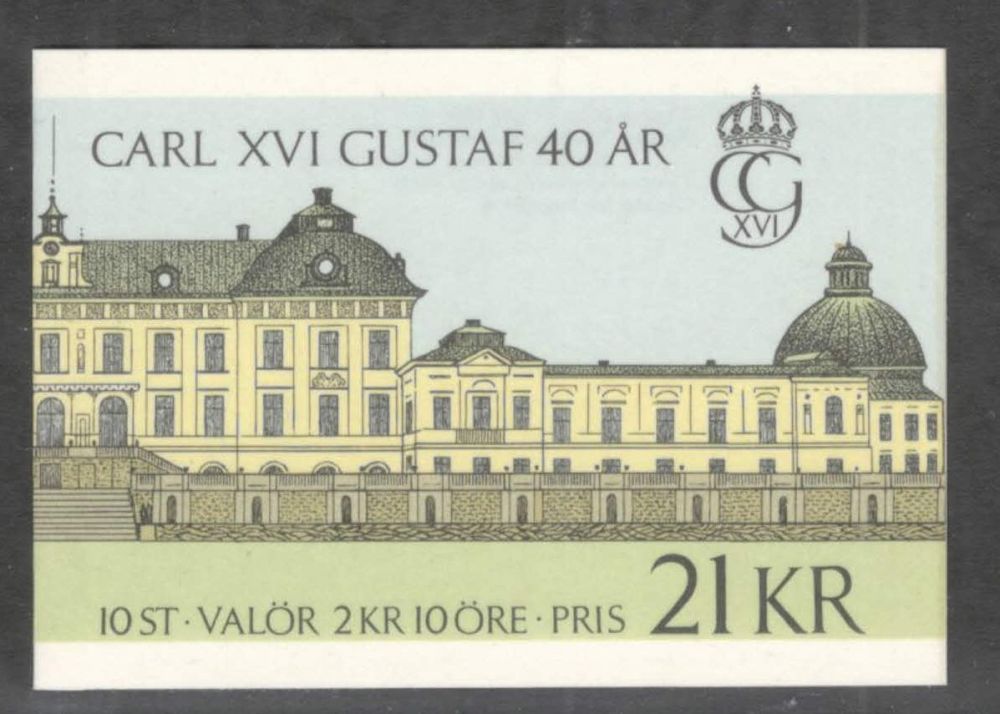 CARL XVI GUSTAF 40 ÅR
CG
XVI
10 ST · VALÖR 2 KR 10 ÖRE · PRIS 21 KR